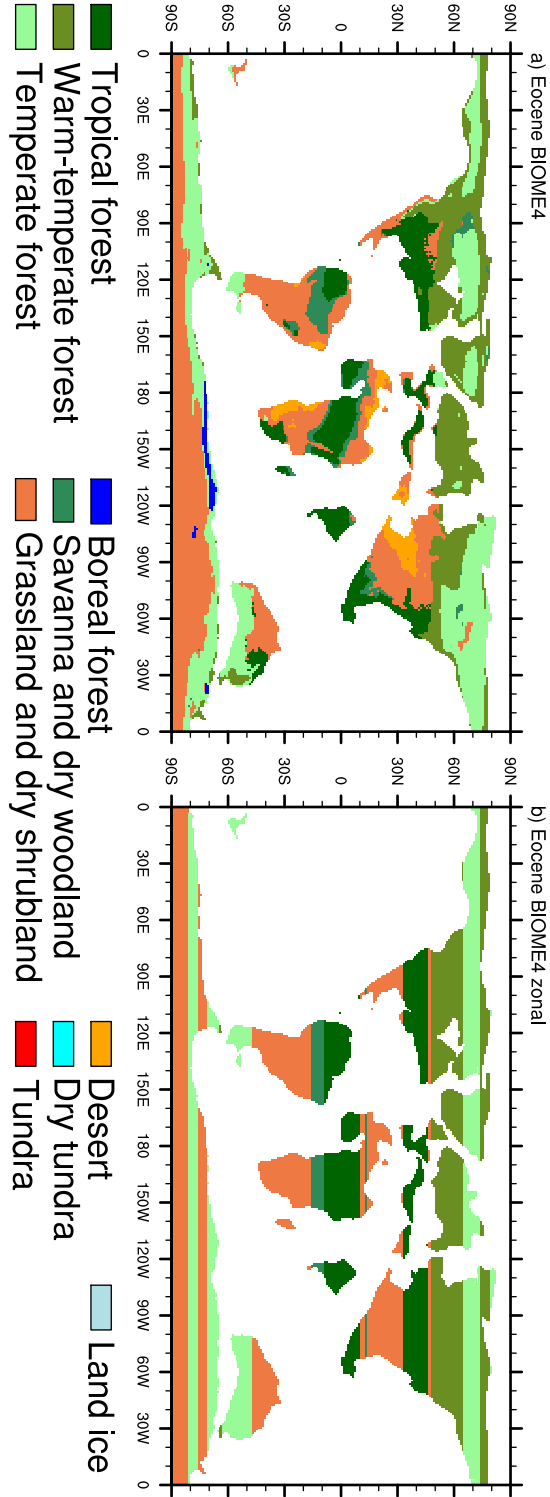 a) Eocene BIOME4
90N
60N
30N
0
30S
60S
90S
0 30E 60E 90E 120E 150E 180 150W 120W 90W 60W 30W 0
b) Eocene BIOME4 zonal
90N
60N
30N
0
30S
60S
90S
0 30E 60E 90E 120E 150E 180 150W 120W 90W 60W 30W 0
Tropical forest Boreal forest Desert Land ice
Warm-temperate forest Savanna and dry woodland Dry tundra
Temperate forest Grassland and dry shrubland Tundra